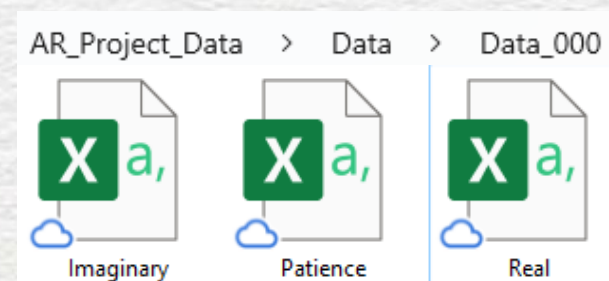 AR_Project_Data > Data > Data_000
X a, X a, X a,
Imaginary Patience Real